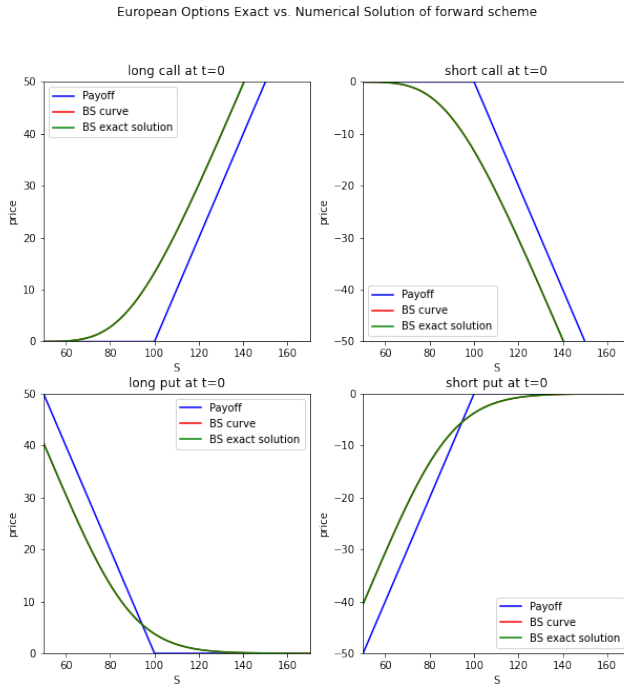 European Options Exact vs. Numerical Solution of forward scheme
long call at t=0
50
40
30
20
10
0
price
60 80 100 120 140 160
S
Payoff
BS curve
BS exact solution
short call at t=0
0
−10
−20
−30
−40
−50
price
60 80 100 120 140 160
S
Payoff
BS curve
BS exact solution
long put at t=0
50
40
30
20
10
0
price
60 80 100 120 140 160
S
Payoff
BS curve
BS exact solution
short put at t=0
0
−10
−20
−30
−40
−50
price
60 80 100 120 140 160
S
Payoff
BS curve
BS exact solution